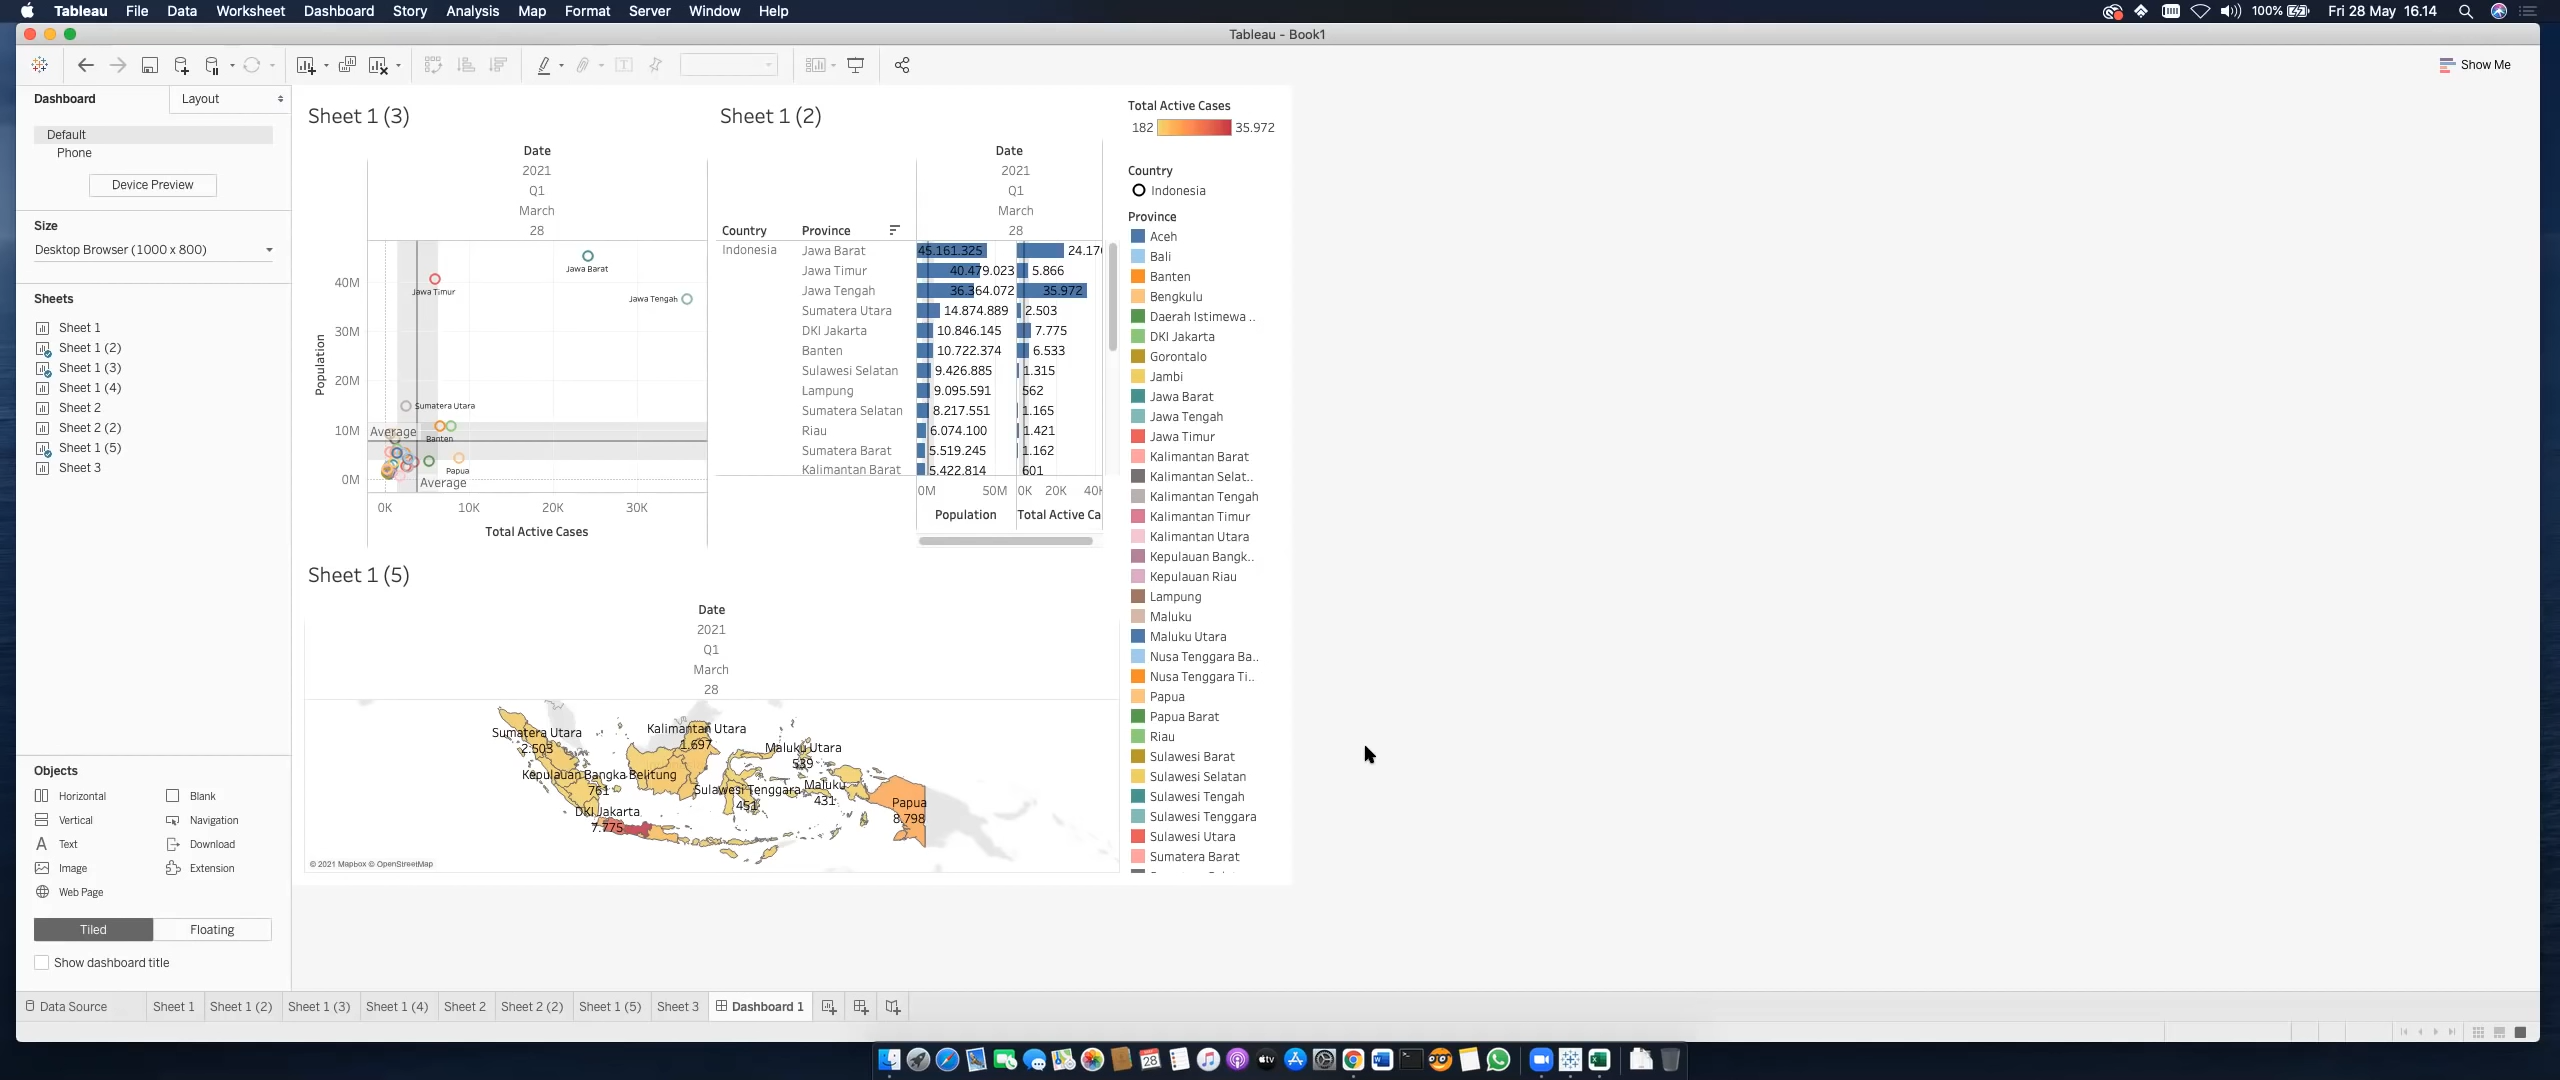 Tableau File Data Worksheet Dashboard Story Analysis Map Format Server Window Help 100% Fri 28 May 16.14
Tableau - Book1
Show Me
Dashboard Layout
Default
Phone
Device Preview
Size
Desktop Browser (1000 x 800)
Sheets
Sheet 1
Sheet 1 (2)
Sheet 1 (3)
Sheet 1 (4)
Sheet 2
Sheet 2 (2)
Sheet 1 (5)
Sheet 3
Objects
Horizontal Blank
Vertical Navigation
Text Download
Image Extension
Web Page
Tiled Floating
Show dashboard title
Sheet 1 (3)
Date
2021
Q1
March
28
Population
40M
30M
20M
10M
0M
Jawa Barat
Jawa Timur
Jawa Tengah
Sumatera Utara
Average
Banten
Papua
Average
0K 10K 20K 30K
Total Active Cases
Sheet 1 (2)
Date
2021
Q1
March
28
Country Province
Indonesia Jawa Barat 45.161.325
Jawa Timur 40.479.023 5.866
Jawa Tengah 36.364.072 35.972
Sumatera Utara 14.874.889 2.503
DKI Jakarta 10.846.145 7.775
Banten 10.722.374 6.533
Sulawesi Selatan 9.426.885 1.315
Lampung 9.095.591 562
Sumatera Selatan 8.217.551 1.165
Riau 6.074.100 1.421
Sumatera Barat 5.519.245 1.162
Kalimantan Barat 5.422.814 601
0M 50M 0K 20K
Population Total Active Ca
Sheet 1 (5)
Date
2021
Q1
March
28
Sumatera Utara
2.503
Kalimantan Utara
1.697
Maluku Utara
539
Kepulauan Bangka Belitung
761
Sulawesi Tenggara
451
Maluku
431
Papua
8.798
DKI Jakarta
7.775
© 2021 Mapbox © OpenStreetMap
Total Active Cases
182 35.972
Country
Indonesia
Province
Aceh
Bali
Banten
Bengkulu
Daerah Istimewa ..
DKI Jakarta
Gorontalo
Jambi
Jawa Barat
Jawa Tengah
Jawa Timur
Kalimantan Barat
Kalimantan Selat..
Kalimantan Tengah
Kalimantan Timur
Kalimantan Utara
Kepulauan Bangk..
Kepulauan Riau
Lampung
Maluku
Maluku Utara
Nusa Tenggara Ba..
Nusa Tenggara Ti..
Papua
Papua Barat
Riau
Sulawesi Barat
Sulawesi Selatan
Sulawesi Tengah
Sulawesi Tenggara
Sulawesi Utara
Sumatera Barat
Data Source Sheet 1 Sheet 1 (2) Sheet 1 (3) Sheet 1 (4) Sheet 2 Sheet 2 (2) Sheet 1 (5) Sheet 3 Dashboard 1